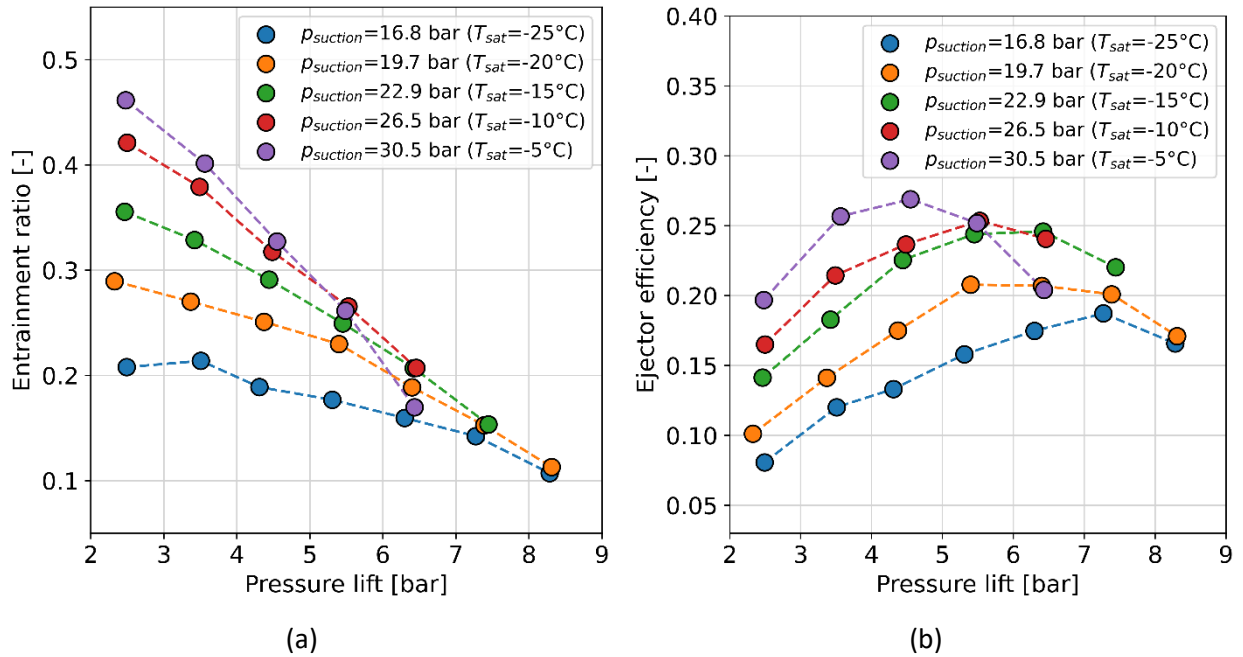 p_suction=16.8 bar (T_sat=-25°C)
p_suction=19.7 bar (T_sat=-20°C)
p_suction=22.9 bar (T_sat=-15°C)
p_suction=26.5 bar (T_sat=-10°C)
p_suction=30.5 bar (T_sat=-5°C)
Entrainment ratio [-]
0.5
0.4
0.3
0.2
0.1
2 3 4 5 6 7 8 9
Pressure lift [bar]
(a)
p_suction=16.8 bar (T_sat=-25°C)
p_suction=19.7 bar (T_sat=-20°C)
p_suction=22.9 bar (T_sat=-15°C)
p_suction=26.5 bar (T_sat=-10°C)
p_suction=30.5 bar (T_sat=-5°C)
Ejector efficiency [-]
0.40
0.35
0.30
0.25
0.20
0.15
0.10
0.05
2 3 4 5 6 7 8 9
Pressure lift [bar]
(b)